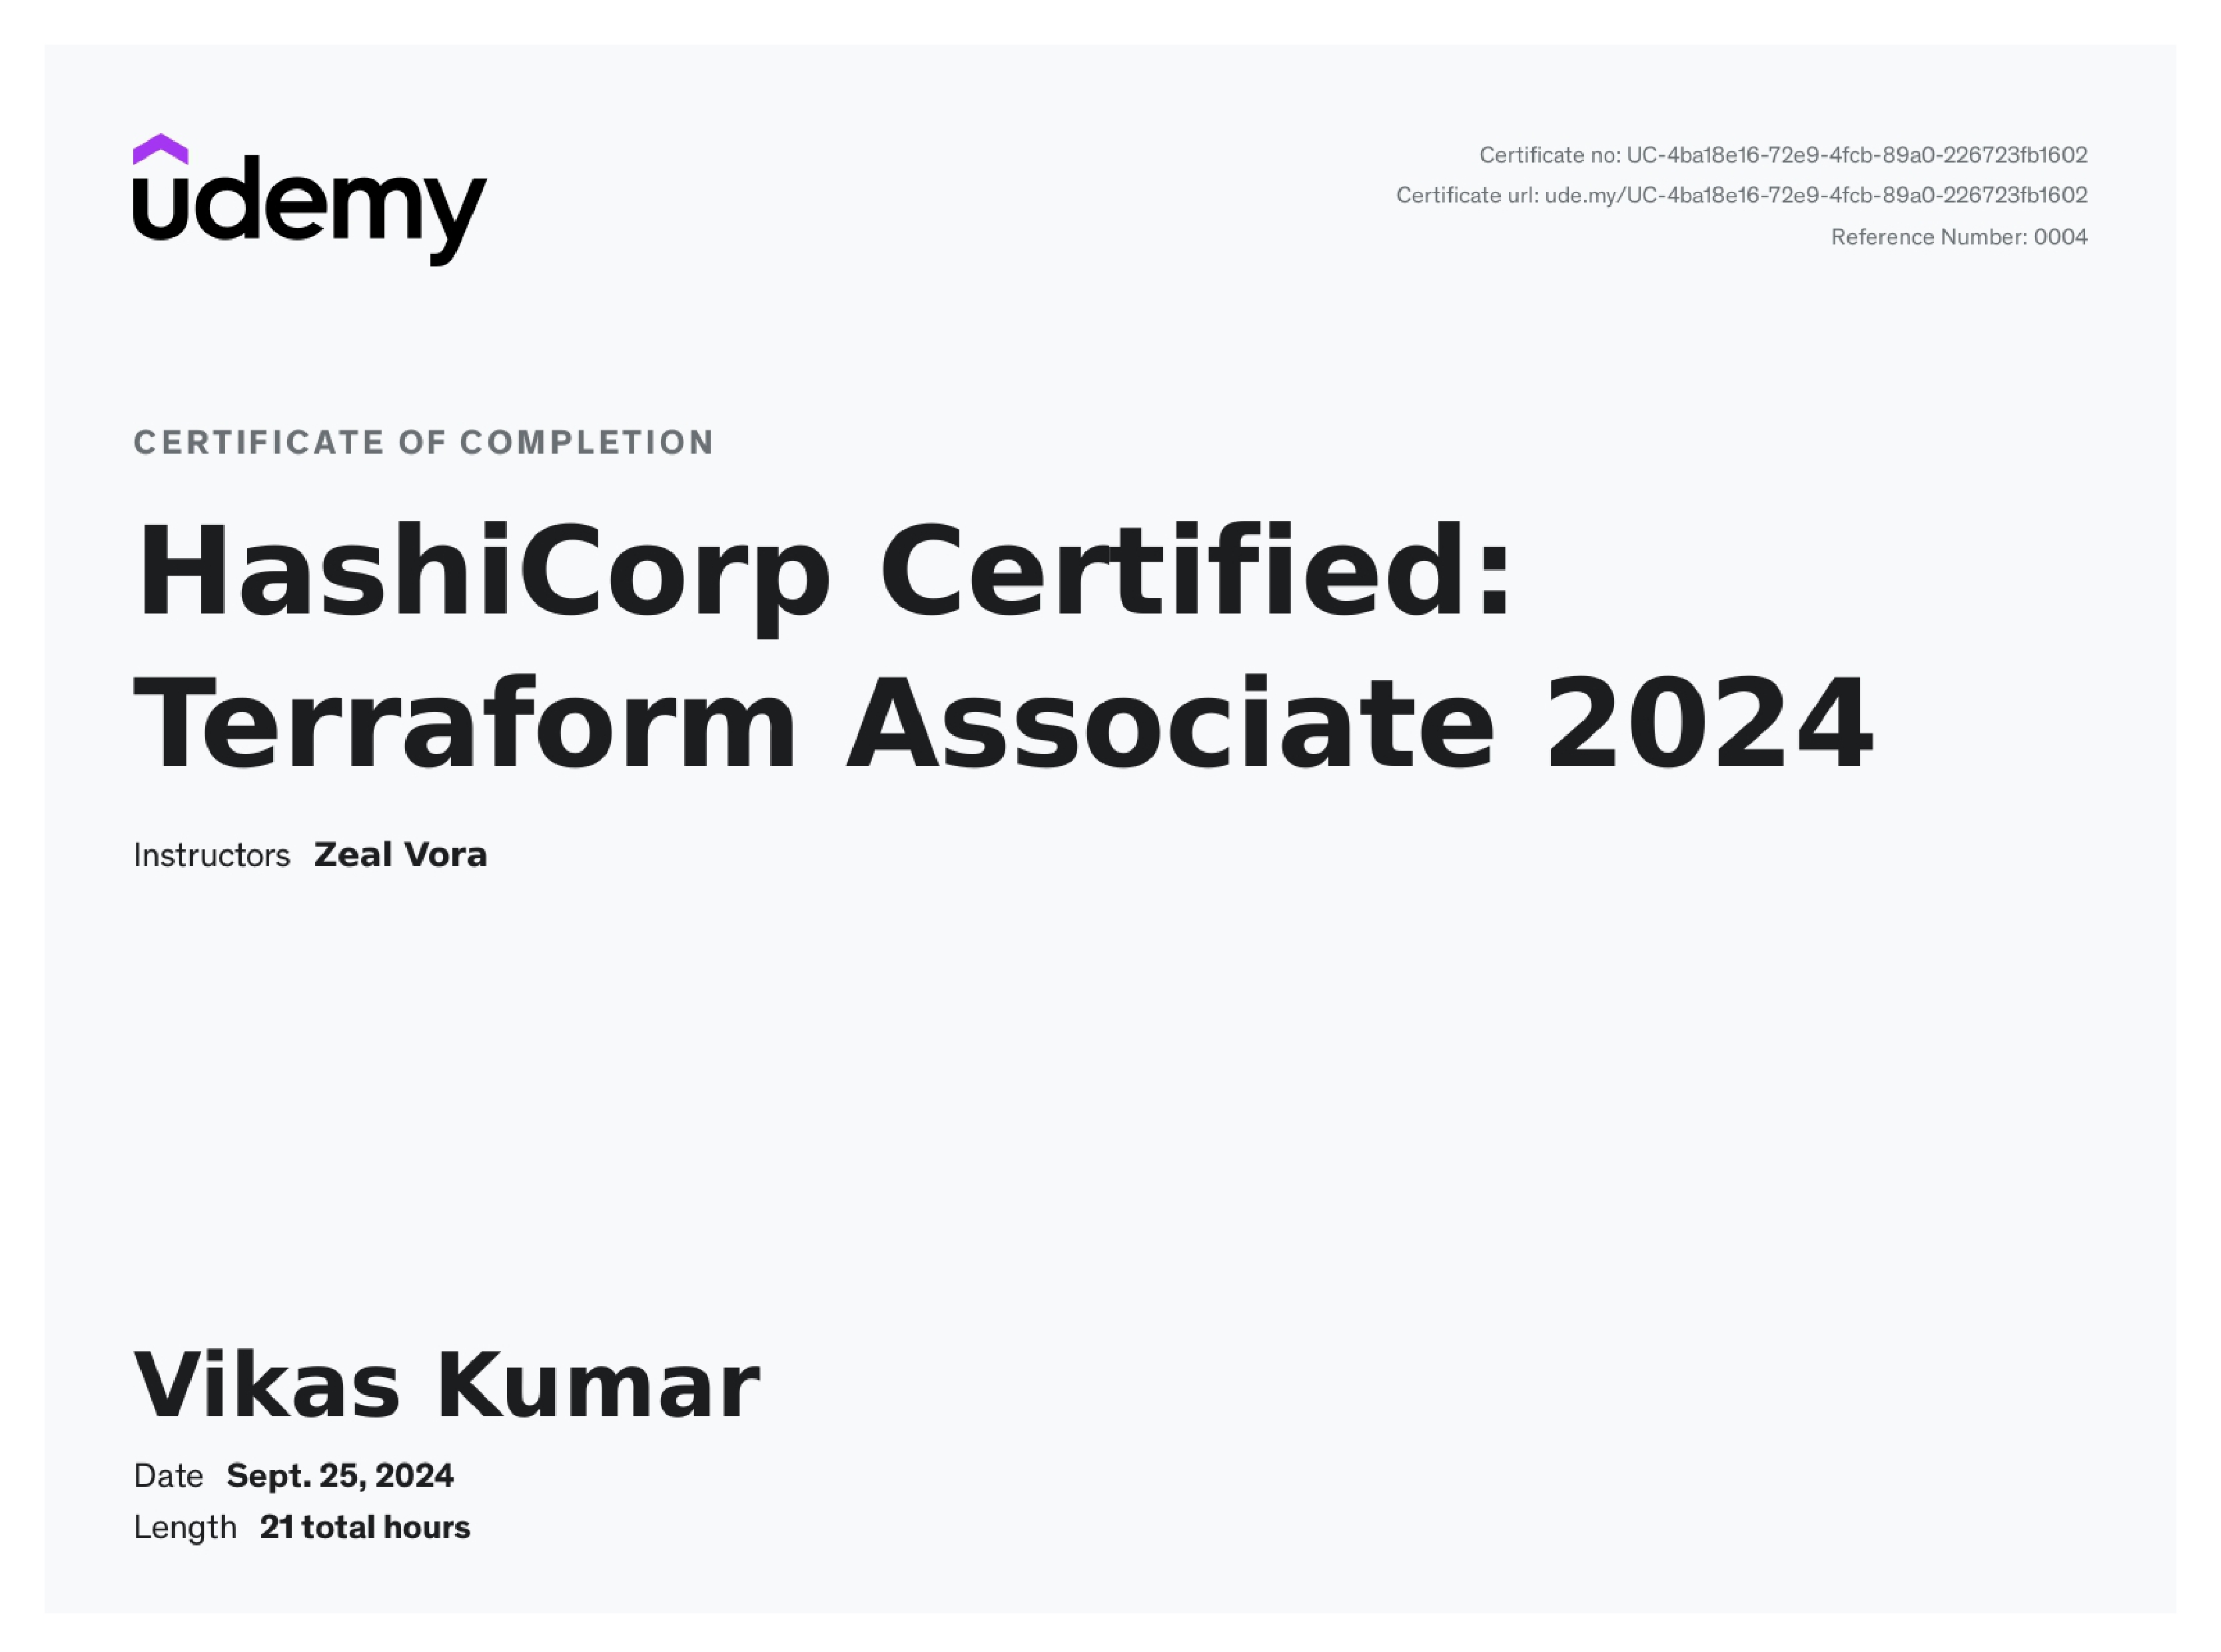 udemy
Certificate no: UC-4ba18e16-72e9-4fcb-89a0-226723fb1602
Certificate url: ude.my/UC-4ba18e16-72e9-4fcb-89a0-226723fb1602
Reference Number: 0004
CERTIFICATE OF COMPLETION
HashiCorp Certified:
Terraform Associate 2024
Instructors Zeal Vora
Vikas Kumar
Date Sept. 25, 2024
Length 21 total hours